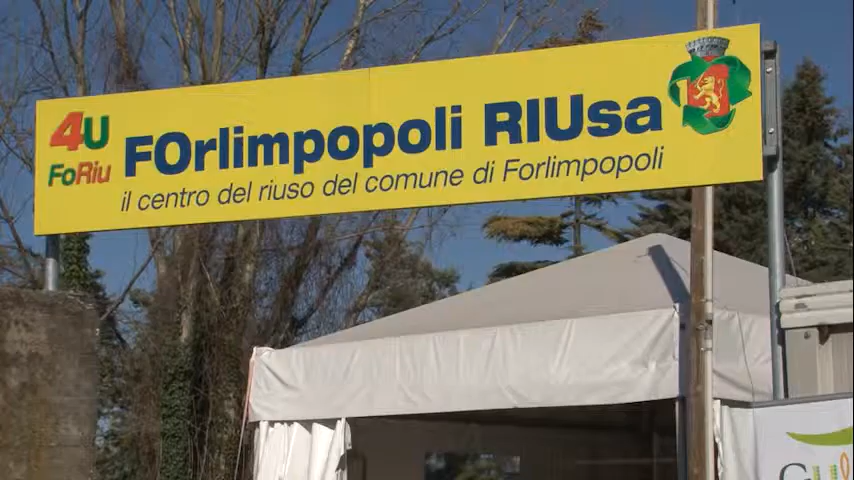 4U
FoRiu
FOrlimpopoli RIUsa
il centro del riuso del comune di Forlimpopoli